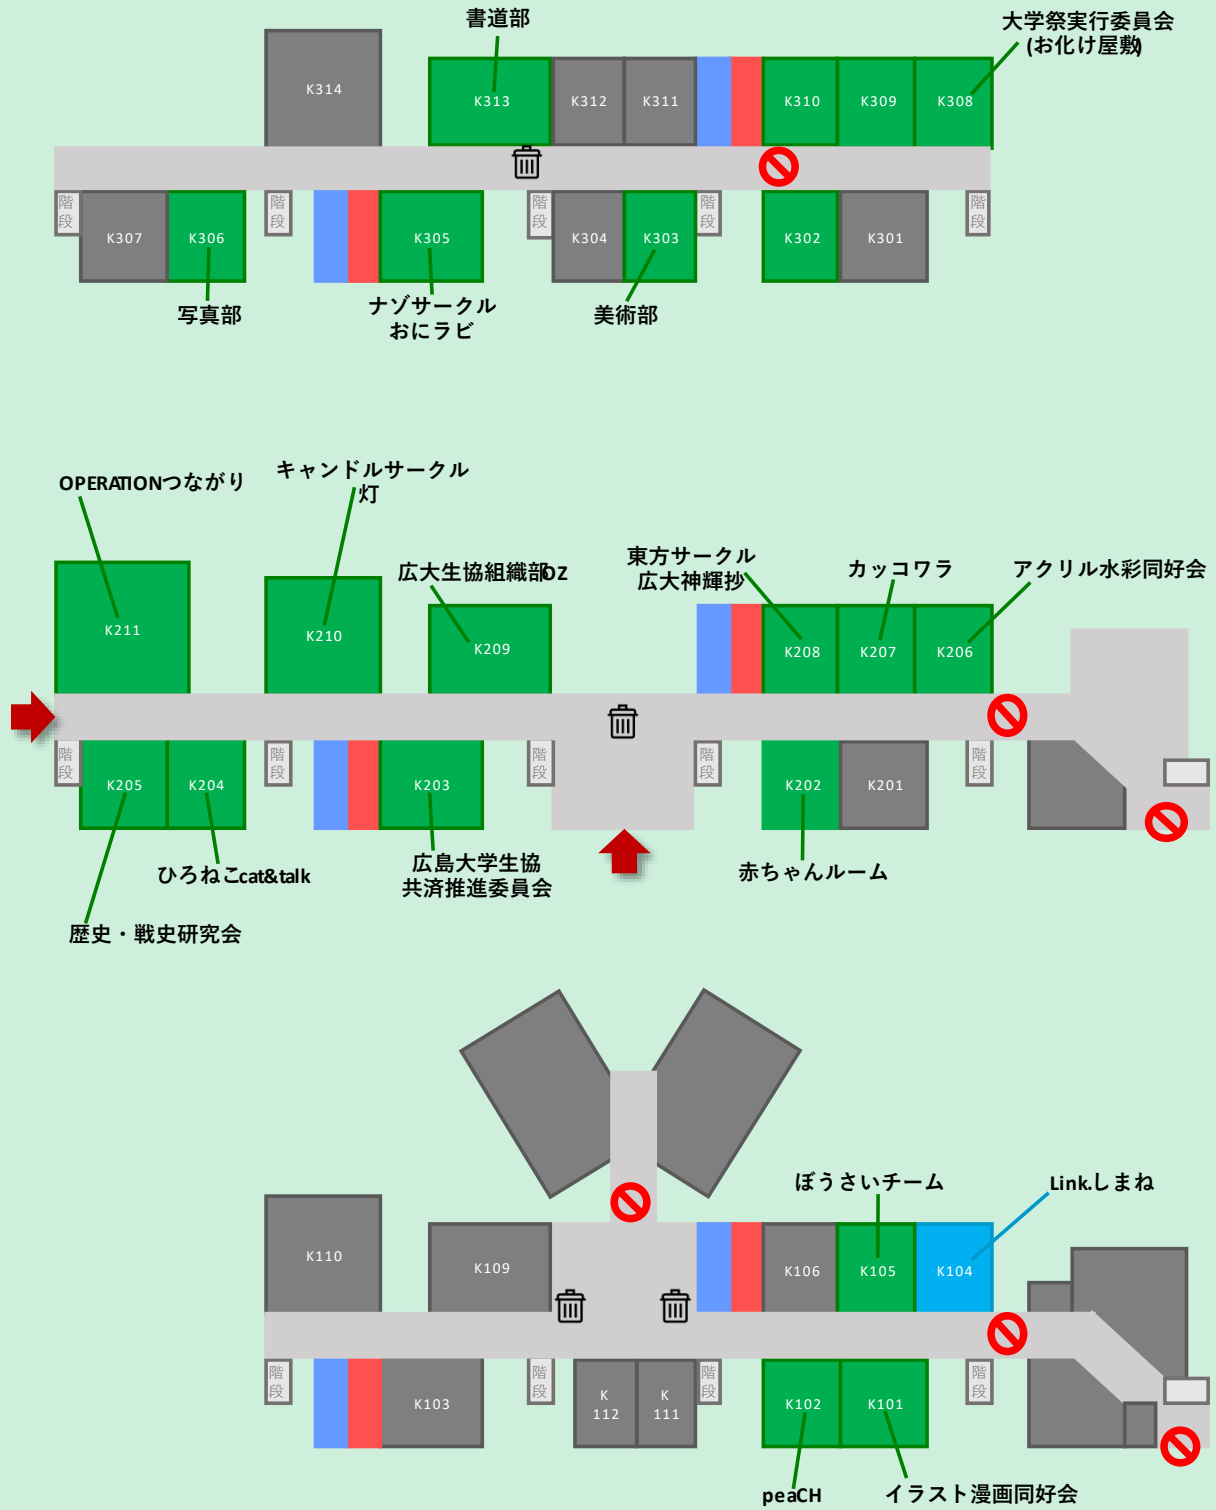 書道部
大学祭実行委員会
(お化け屋敷)
K314
K313
K312
K311
K310
K309
K308
階段
階段
階段
階段
階段
K307
K306
K305
K304
K303
K302
K301
写真部
ナゾサークル
おにラビ
美術部
OPERATIONつながり
キャンドルサークル
灯
広大生協組織部OZ
東方サークル
広大神輝抄
カッコワラ
アクリル水彩同好会
K211
K210
K209
K208
K207
K206
階段
階段
階段
階段
階段
K205
K204
K203
K202
K201
ひろねこcat&talk
広島大学生協
共済推進委員会
赤ちゃんルーム
歴史・戦史研究会
ぼうさいチーム
Link.しまね
K110
K109
K106
K105
K104
階段
階段
階段
階段
K103
K
112
K
111
K102
K101
peaCH
イラスト漫画同好会